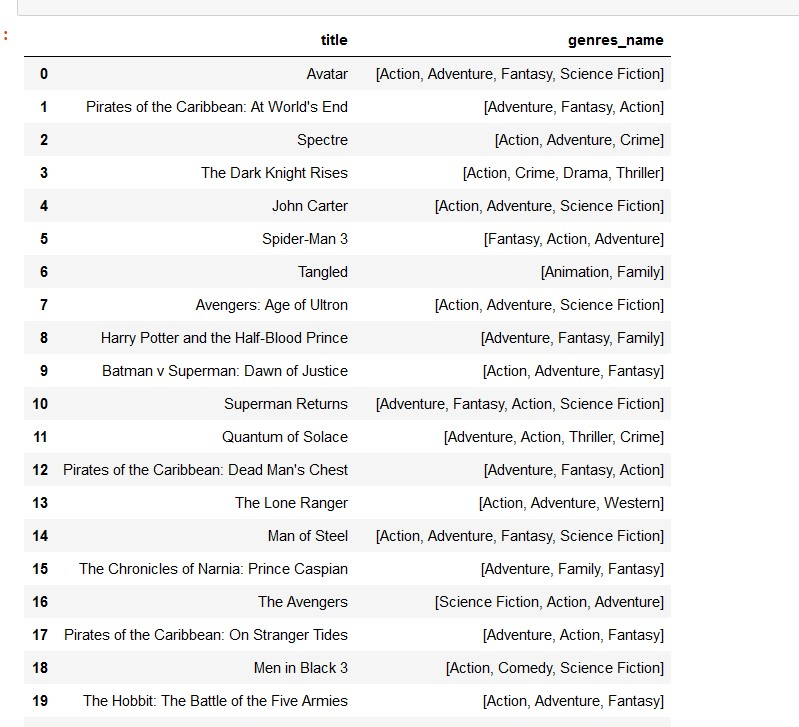 :
title genres_name
0 Avatar [Action, Adventure, Fantasy, Science Fiction]
1 Pirates of the Caribbean: At World's End [Adventure, Fantasy, Action]
2 Spectre [Action, Adventure, Crime]
3 The Dark Knight Rises [Action, Crime, Drama, Thriller]
4 John Carter [Action, Adventure, Science Fiction]
5 Spider-Man 3 [Fantasy, Action, Adventure]
6 Tangled [Animation, Family]
7 Avengers: Age of Ultron [Action, Adventure, Science Fiction]
8 Harry Potter and the Half-Blood Prince [Adventure, Fantasy, Family]
9 Batman v Superman: Dawn of Justice [Action, Adventure, Fantasy]
10 Superman Returns [Adventure, Fantasy, Action, Science Fiction]
11 Quantum of Solace [Adventure, Action, Thriller, Crime]
12 Pirates of the Caribbean: Dead Man's Chest [Adventure, Fantasy, Action]
13 The Lone Ranger [Action, Adventure, Western]
14 Man of Steel [Action, Adventure, Fantasy, Science Fiction]
15 The Chronicles of Narnia: Prince Caspian [Adventure, Family, Fantasy]
16 The Avengers [Science Fiction, Action, Adventure]
17 Pirates of the Caribbean: On Stranger Tides [Adventure, Action, Fantasy]
18 Men in Black 3 [Action, Comedy, Science Fiction]
19 The Hobbit: The Battle of the Five Armies [Action, Adventure, Fantasy]